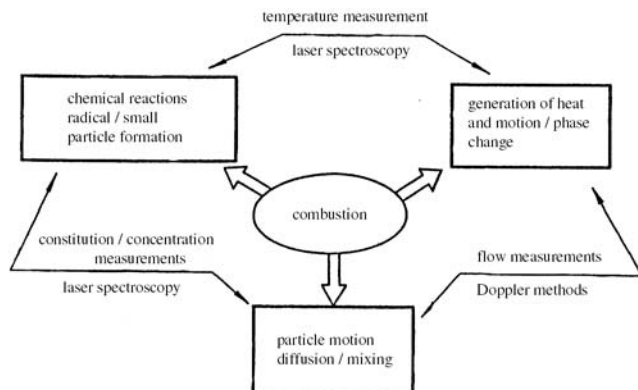 temperature measurement
laser spectroscopy
chemical reactions
radical / small
particle formation
generation of heat
and motion / phase
change
combustion
constitution / concentration
measurements
laser spectroscopy
flow measurements
Doppler methods
particle motion
diffusion / mixing